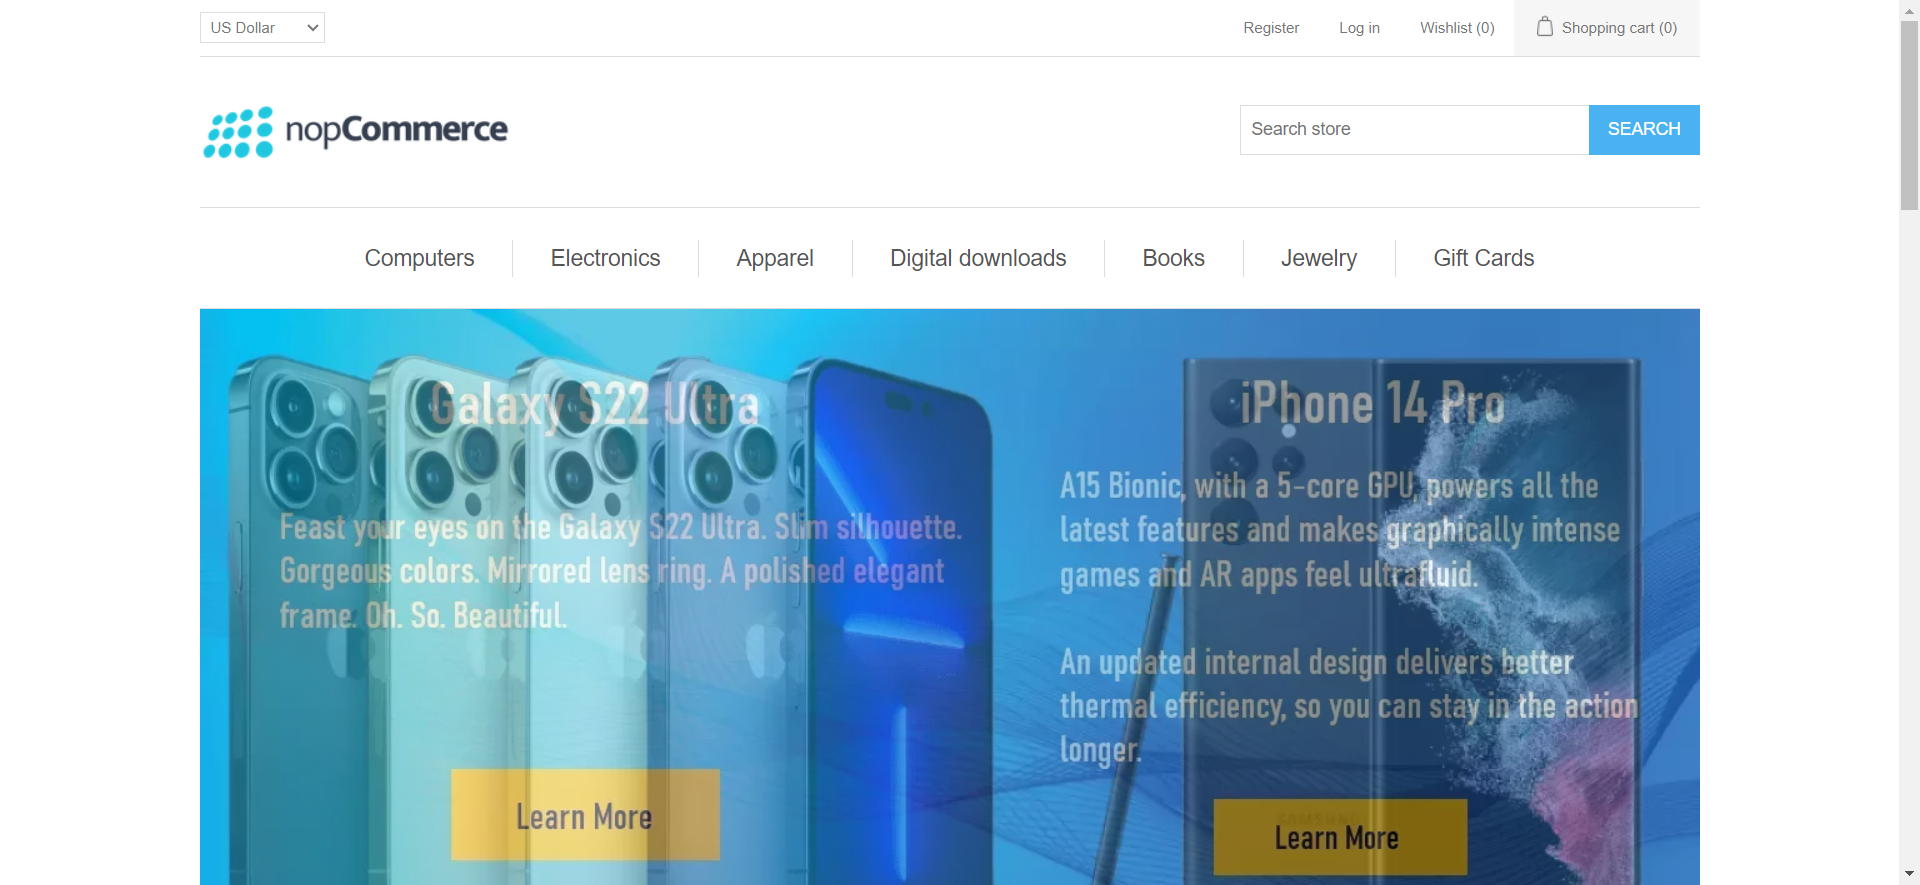 US Dollar
Register
Log in
Wishlist (0)
Shopping cart (0)
nopCommerce
Search store
SEARCH
Computers
Electronics
Apparel
Digital downloads
Books
Jewelry
Gift Cards
Galaxy S22 Ultra
Feast your eyes on the Galaxy S22 Ultra. Slim silhouette.
Gorgeous colors. Mirrored lens ring. A polished elegant
frame. Oh. So. Beautiful.
Learn More
iPhone 14 Pro
A15 Bionic, with a 5-core GPU, powers all the
latest features and makes graphically intense
games and AR apps feel ultrafluid.
An updated internal design delivers better
thermal efficiency, so you can stay in the action
longer.
SAMSUNG
Learn More